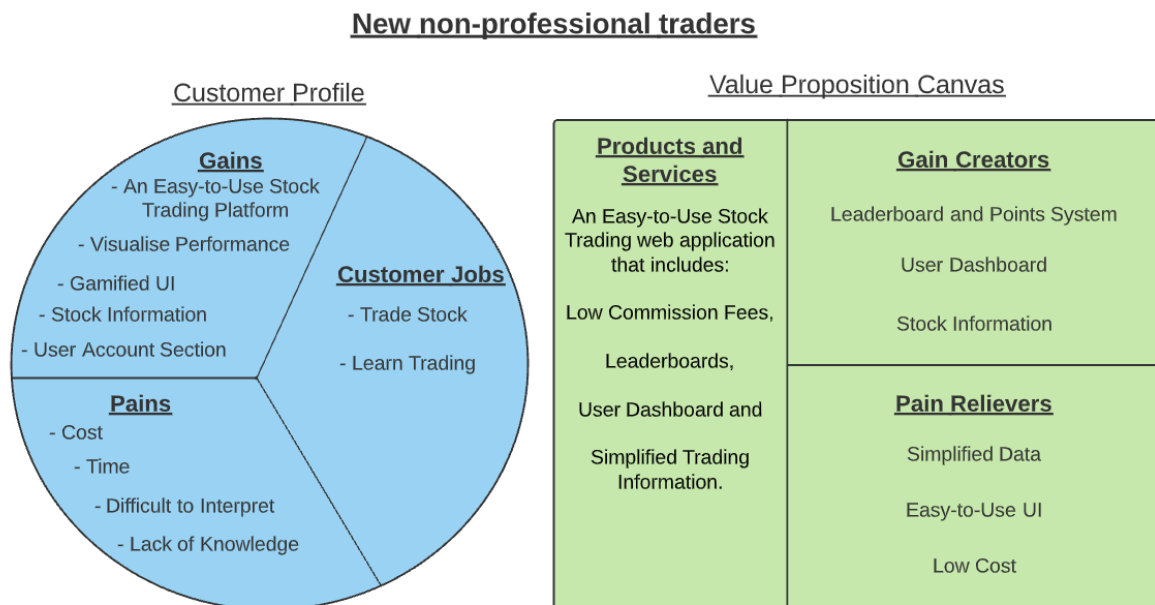 New non-professional traders
Customer Profile
Gains
- An Easy-to-Use Stock
Trading Platform
- Visualise Performance
- Gamified UI
- Stock Information
- User Account Section
Customer Jobs
- Trade Stock
- Learn Trading
Pains
- Cost
- Time
- Difficult to Interpret
- Lack of Knowledge
Value Proposition Canvas
Products and
Services
An Easy-to-Use Stock
Trading web application
that includes:
Low Commission Fees,
Leaderboards,
User Dashboard and
Simplified Trading
Information.
Gain Creators
Leaderboard and Points System
User Dashboard
Stock Information
Pain Relievers
Simplified Data
Easy-to-Use UI
Low Cost